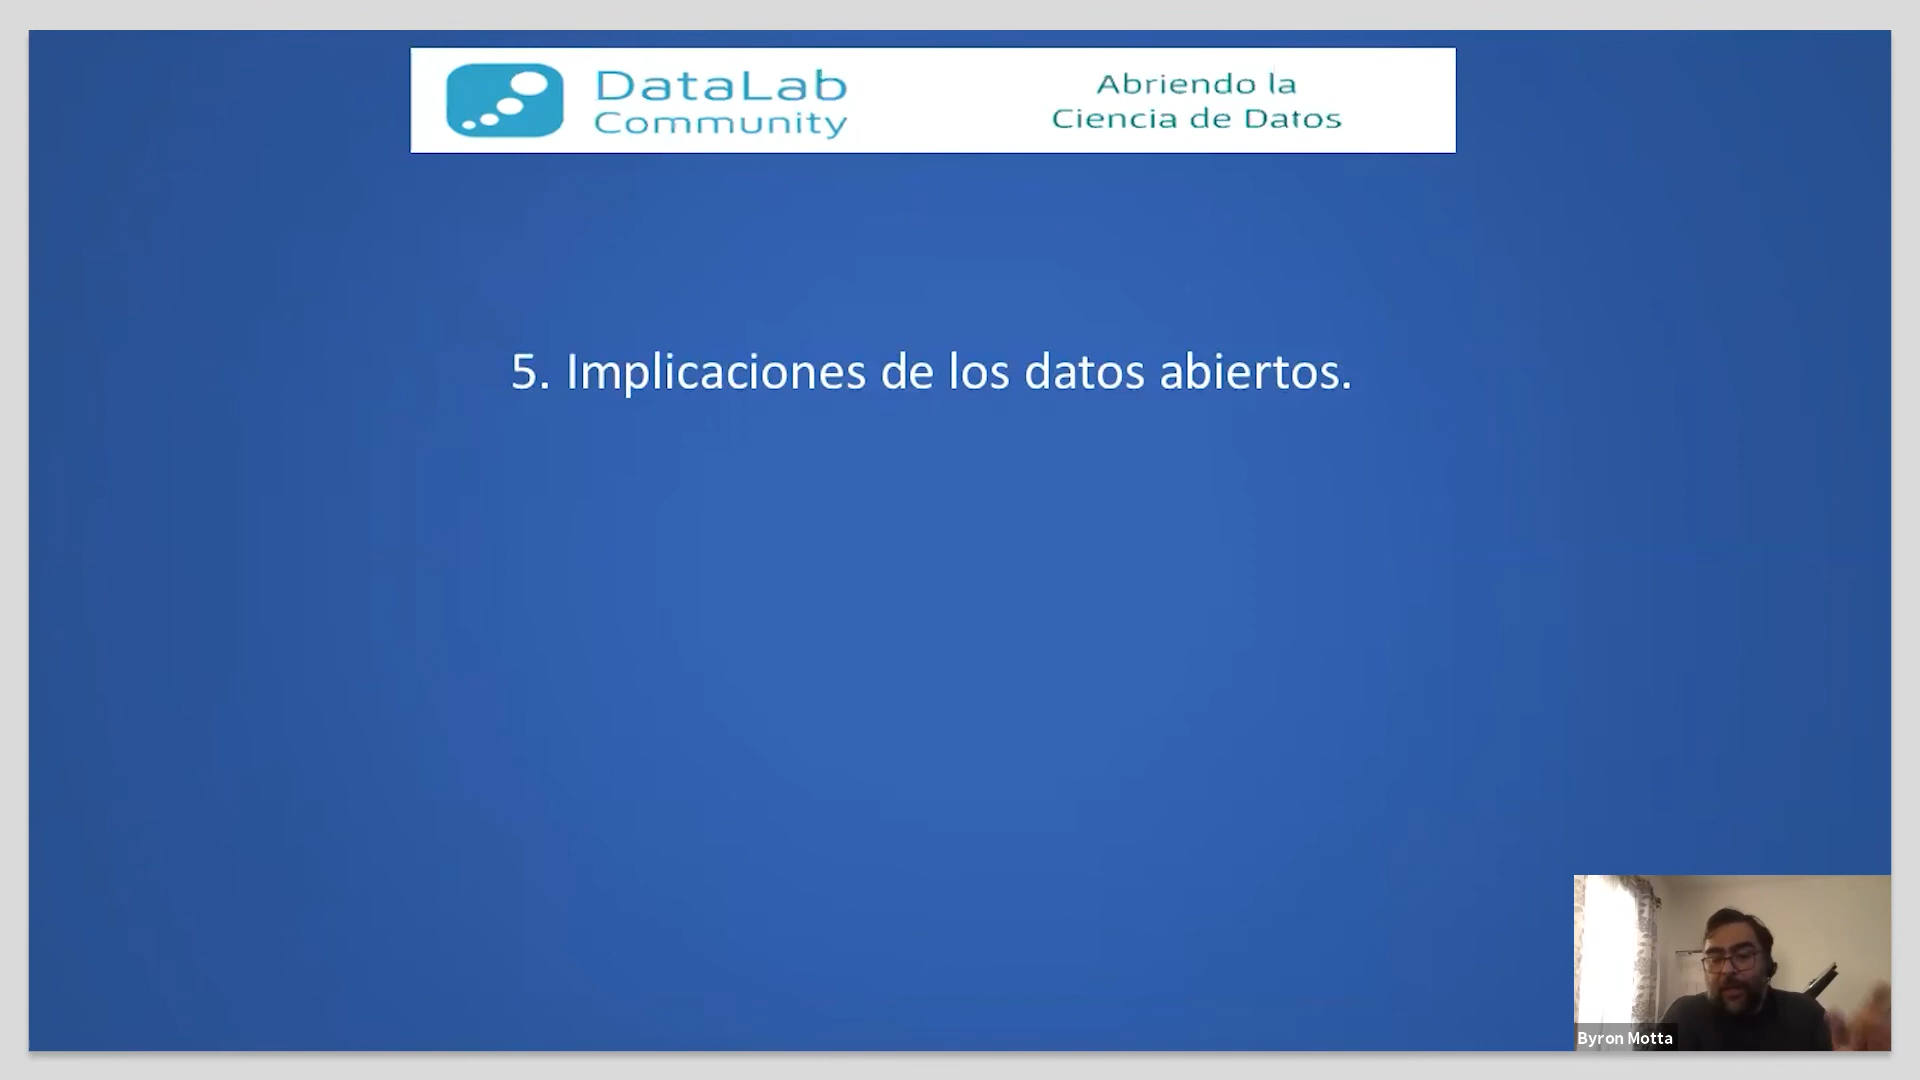 DataLab
Community
Abriendo la
Ciencia de Datos
5. Implicaciones de los datos abiertos.
Byron Motta